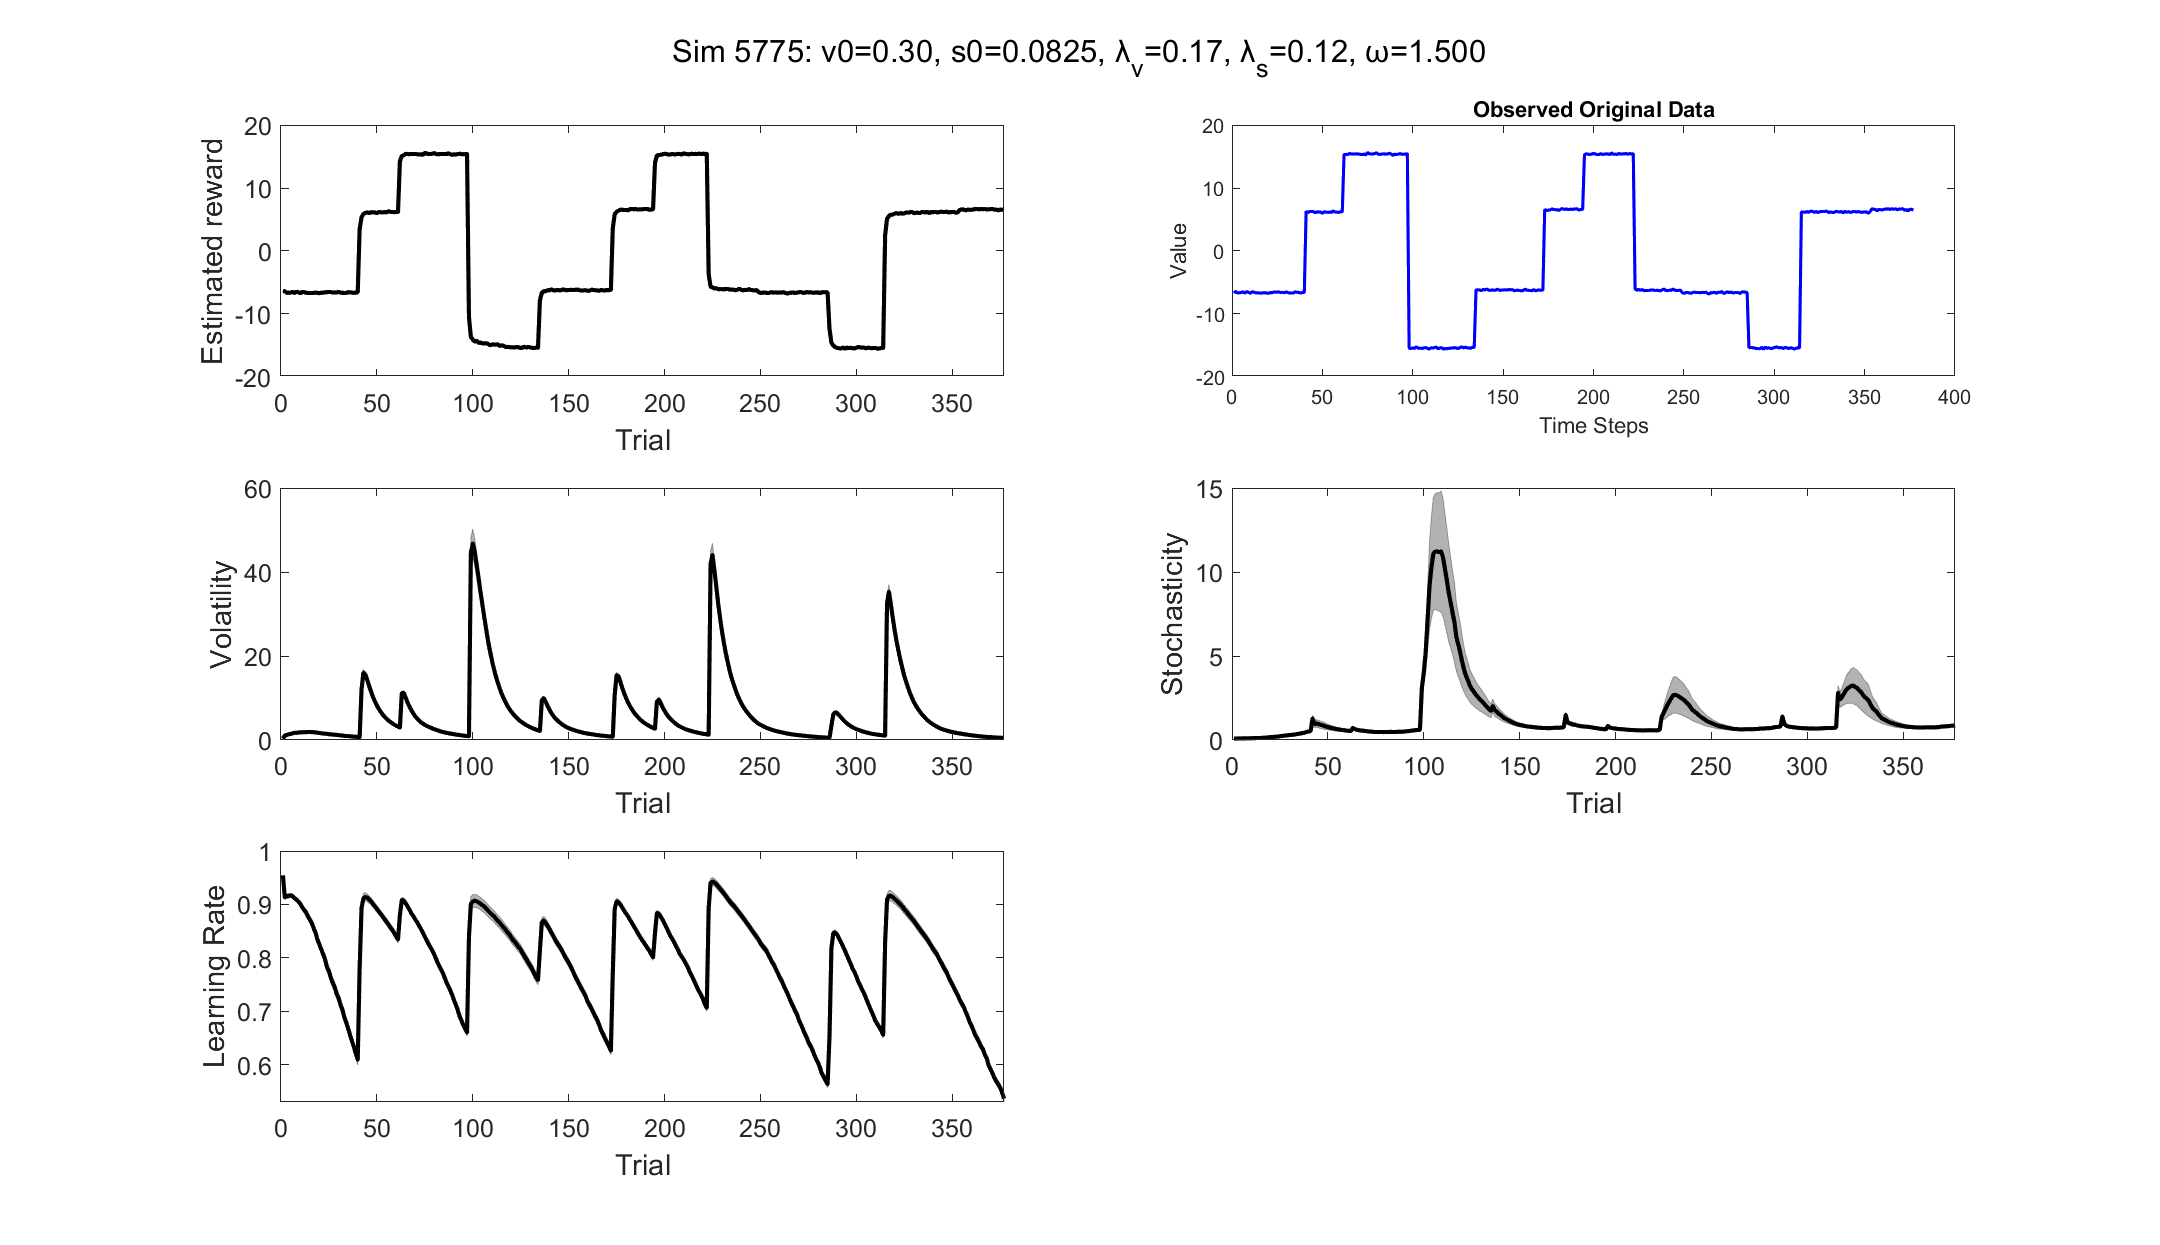 Sim 5775: v0=0.30, s0=0.0825, λv=0.17, λs=0.12, ω=1.500
Estimated reward
20
10
0
-10
-20
0 50 100 150 200 250 300 350
Trial
Observed Original Data
Value
20
10
0
-10
-20
0 50 100 150 200 250 300 350 400
Time Steps
Volatility
60
40
20
0
0 50 100 150 200 250 300 350
Trial
Stochasticity
15
10
5
0
0 50 100 150 200 250 300 350
Trial
Learning Rate
1
0.9
0.8
0.7
0.6
0 50 100 150 200 250 300 350
Trial